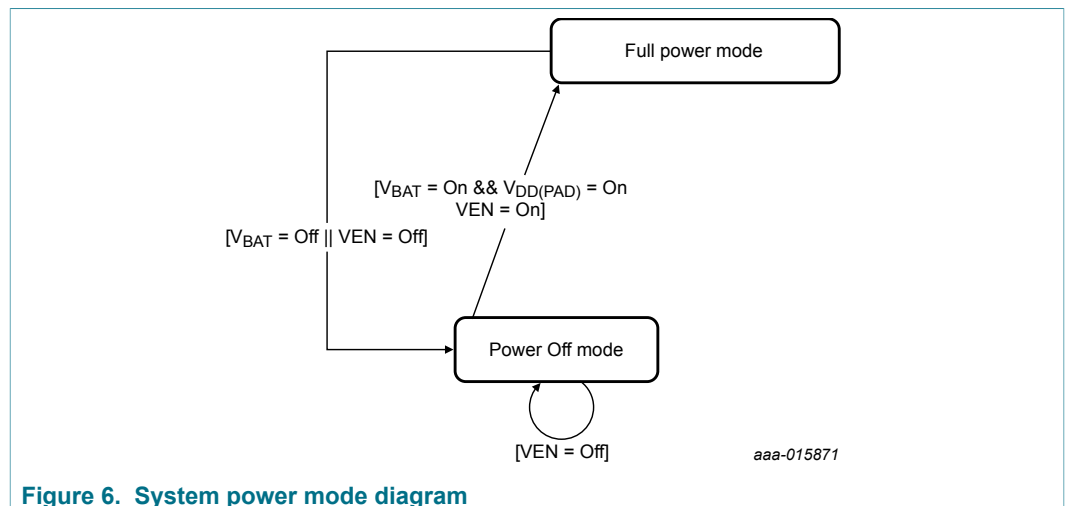 Full power mode
[VBAT = On && VDD(PAD) = On
VEN = On]
[VBAT = Off || VEN = Off]
Power Off mode
[VEN = Off]
aaa-015871
Figure 6. System power mode diagram